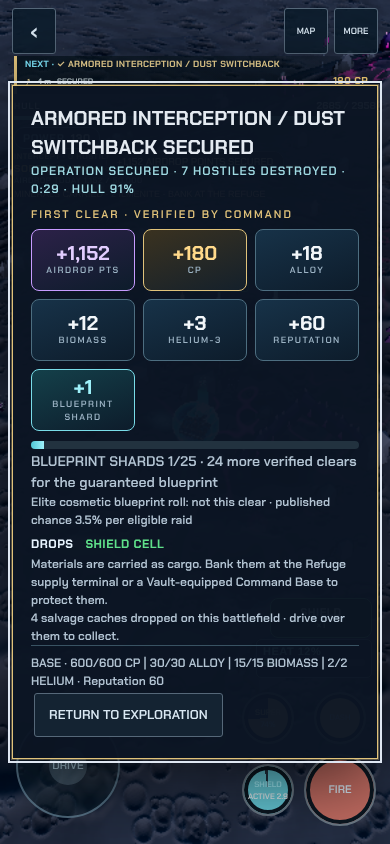 ‹
MAP
MORE
NEXT · ✓ ARMORED INTERCEPTION / DUST SWITCHBACK
SECURED
180 CP
ARMORED INTERCEPTION / DUST
SWITCHBACK SECURED
OPERATION SECURED · 7 HOSTILES DESTROYED ·
0:29 · HULL 91%
FIRST CLEAR · VERIFIED BY COMMAND
+1,152
AIRDROP PTS
+180
CP
+18
ALLOY
+12
BIOMASS
+3
HELIUM-3
+60
REPUTATION
+1
BLUEPRINT
SHARD
BLUEPRINT SHARDS 1/25 · 24 more verified clears
for the guaranteed blueprint
Elite cosmetic blueprint roll: not this clear · published
chance 3.5% per eligible raid
DROPS SHIELD CELL
Materials are carried as cargo. Bank them at the Refuge
supply terminal or a Vault-equipped Command Base to
protect them.
4 salvage caches dropped on this battlefield · drive over
them to collect.
BASE · 600/600 CP | 30/30 ALLOY | 15/15 BIOMASS | 2/2
HELIUM · Reputation 60
RETURN TO EXPLORATION
DRIVE
SHIELD
ACTIVE 2.9
FIRE